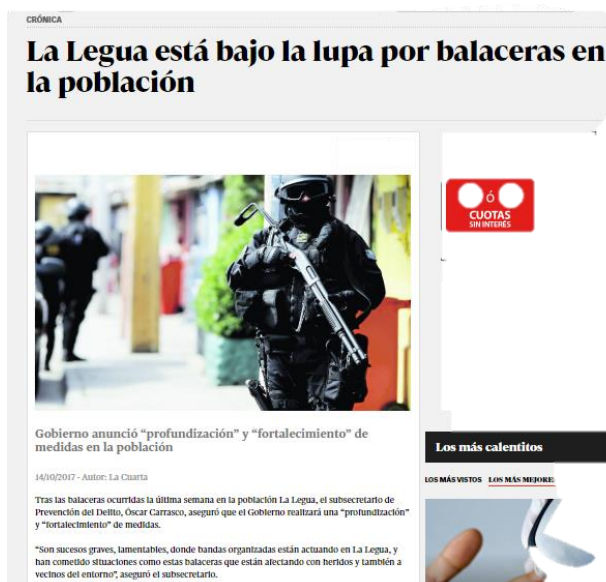 CRÓNICA
La Legua está bajo la lupa por balaceras en
la población
ó
CUOTAS
SIN INTERÉS
Gobierno anunció “profundización” y “fortalecimiento” de
medidas en la población
14/10/2017 - Autor: La Cuarta
Tras las balaceras ocurridas la última semana en la población La Legua, el subsecretario de
Prevención del Delito, Óscar Carrasco, aseguró que el Gobierno realizará una “profundización”
y “fortalecimiento” de medidas.
“Son sucesos graves, lamentables, donde bandas organizadas están actuando en La Legua, y
han cometido situaciones como estas balaceras que están afectando con heridos y también a
vecinos del entorno”, aseguró el subsecretario.
Los más calentitos
LOS MÁS VISTOS LOS MÁS MEJORE